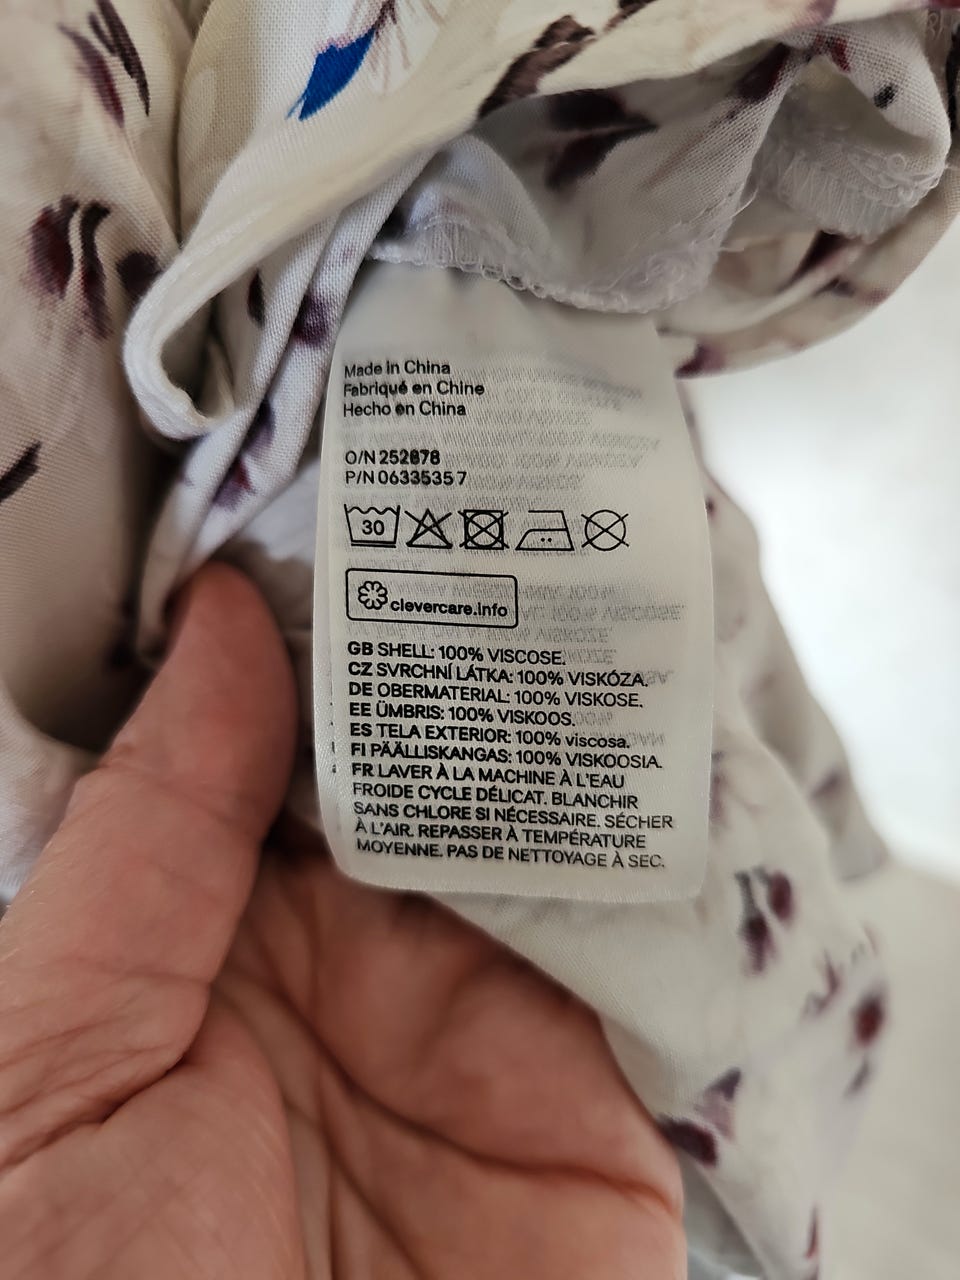 Made in China
Fabriqué en Chine
Hecho en China
O/N 252878
P/N 06335357
30
clevercare.info
GB SHELL: 100% VISCOSE.
CZ SVRCHNÍ LÁTKA: 100% VISKÓZA.
DE OBERMATERIAL: 100% VISKOSE.
EE ÜMBRIS: 100% VISKOOS.
ES TELA EXTERIOR: 100% viscosa.
FI PÄÄLLISKANGAS: 100% VISKOOSIA.
FR LAVER À LA MACHINE À L'EAU
FROIDE CYCLE DÉLICAT. BLANCHIR
SANS CHLORE SI NÉCESSAIRE. SÉCHER
À L'AIR. REPASSER À TEMPÉRATURE
MOYENNE. PAS DE NETTOYAGE À SEC.